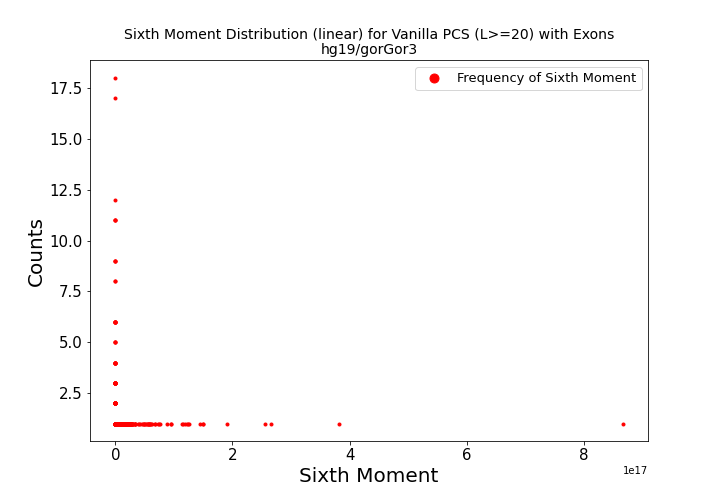 Sixth Moment Distribution (linear) for Vanilla PCS (L>=20) with Exons
hg19/gorGor3
Frequency of Sixth Moment
17.5
15.0
12.5
10.0
7.5
5.0
2.5
Counts
0 2 4 6 8
1e17
Sixth Moment